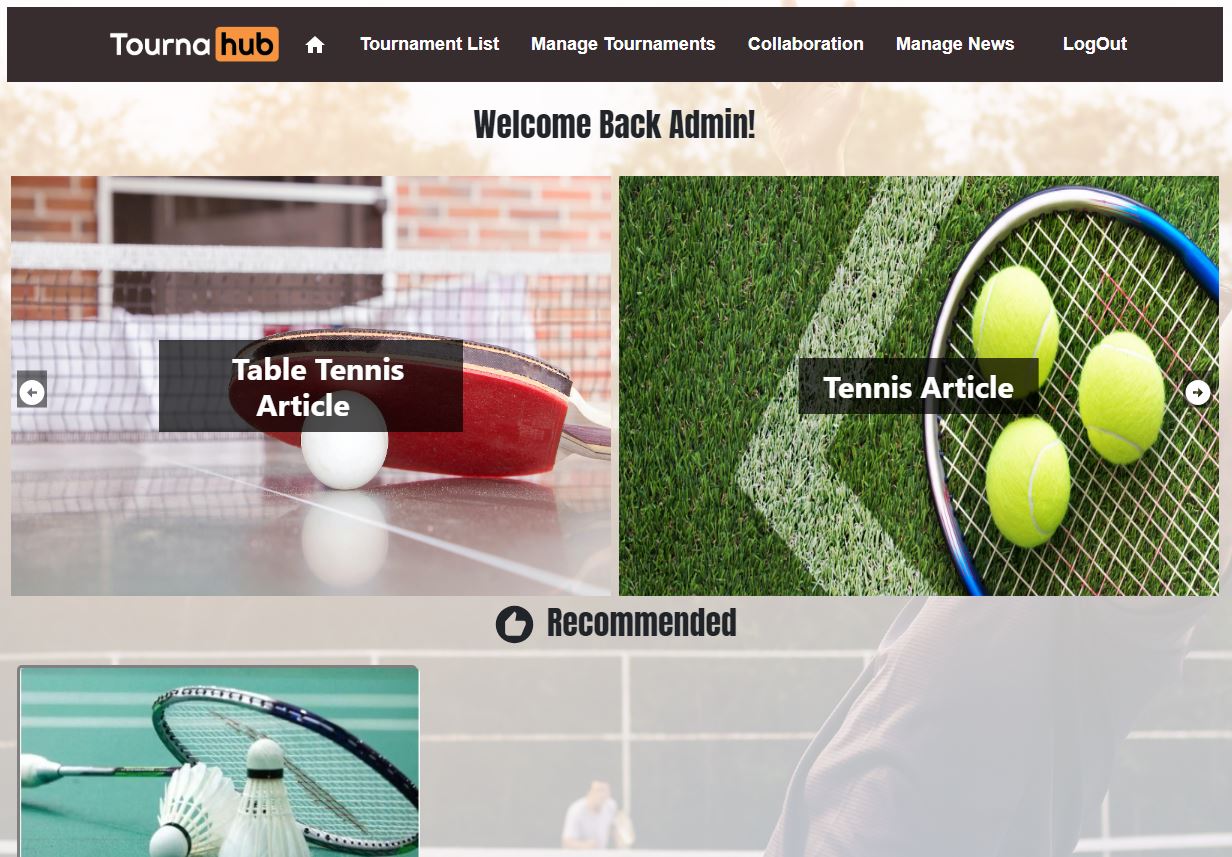 Tourna hub
Tournament List
Manage Tournaments
Collaboration
Manage News
LogOut
Welcome Back Admin!
Table Tennis
Article
Tennis Article
Recommended